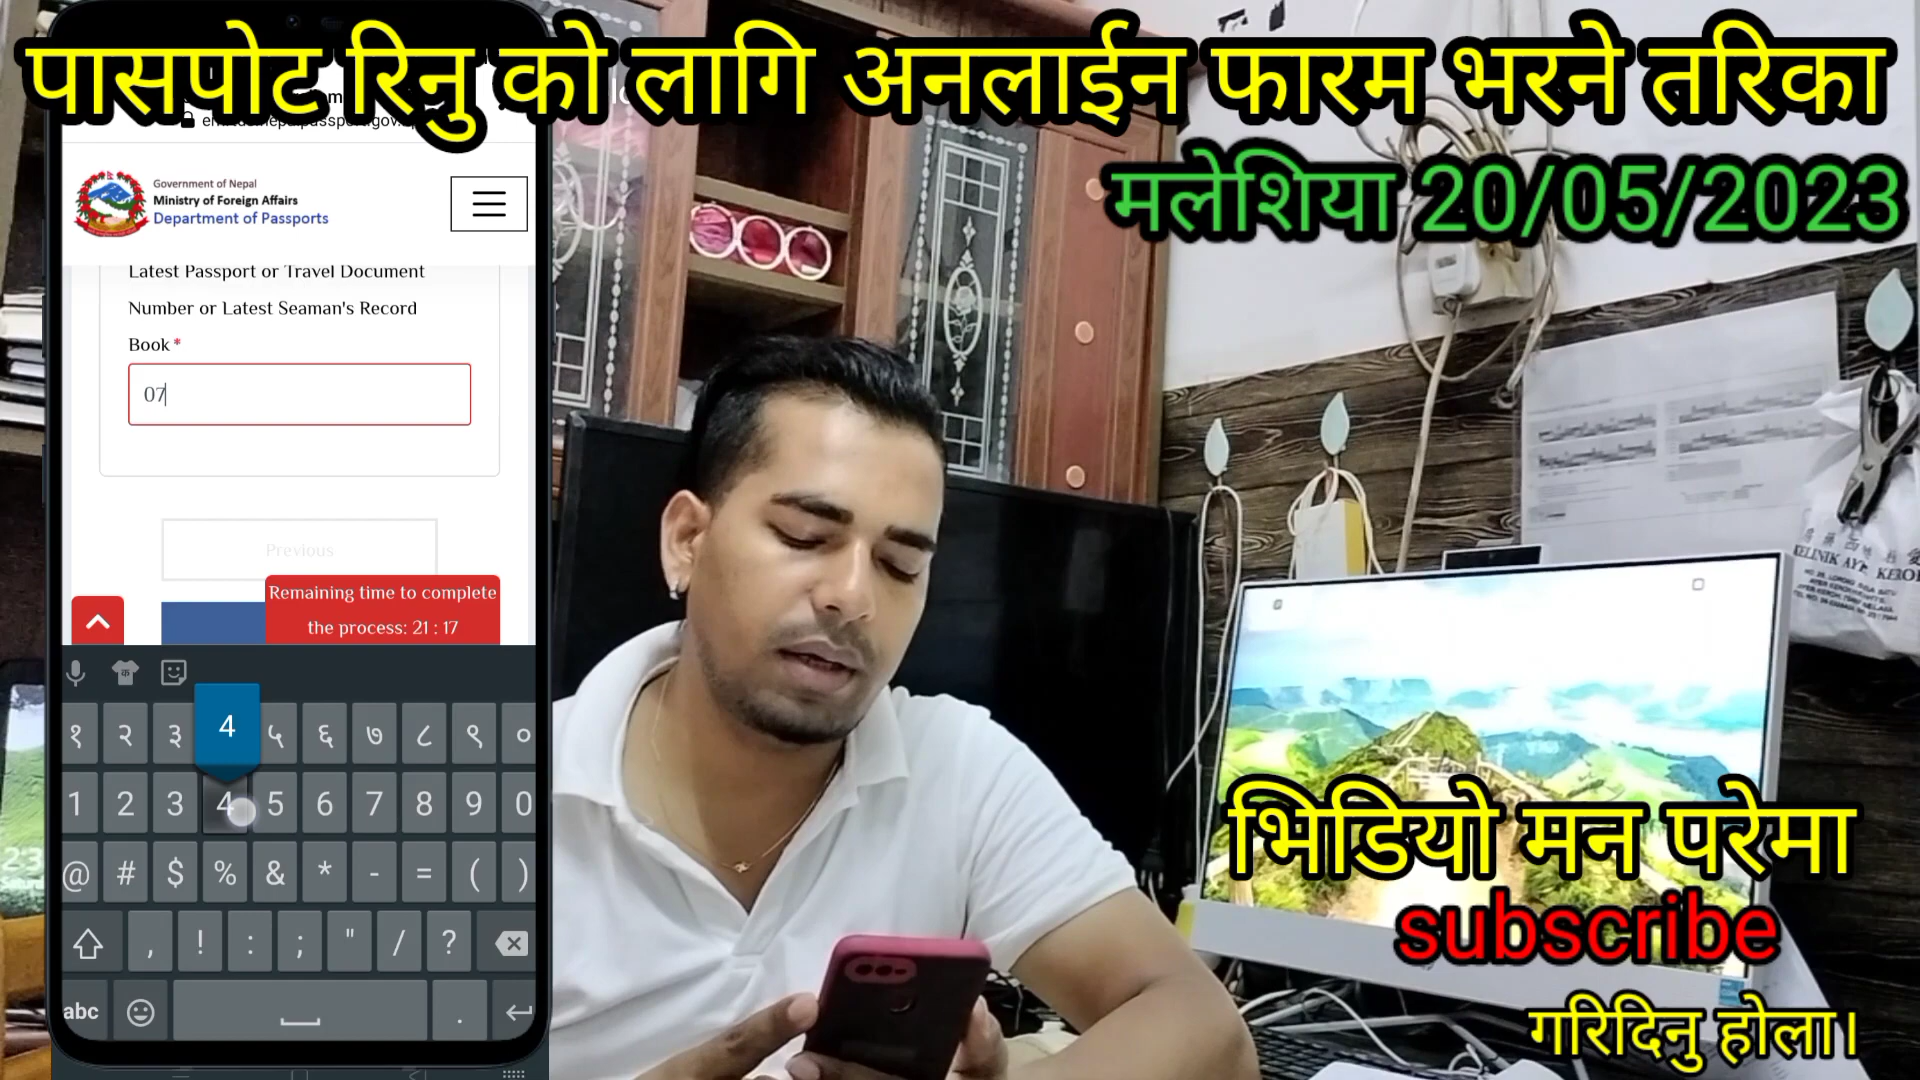 पासपोट रिनु को लागि अनलाईन फारम भरने तरिका
मलेशिया 20/05/2023
Government of Nepal
Ministry of Foreign Affairs
Department of Passports
Latest Passport or Travel Document
Number or Latest Seaman's Record
Book *
07
Previous
Remaining time to complete
the process: 21 : 17
4
१ २ ३ ५ ६ ७ ८ ९ ०
1 2 3 4 5 6 7 8 9 0
@ # $ % & * - = ( )
, ! : ; " / ?
abc .
भिडियो मन परेमा
subscribe
गरिदिनु होला।